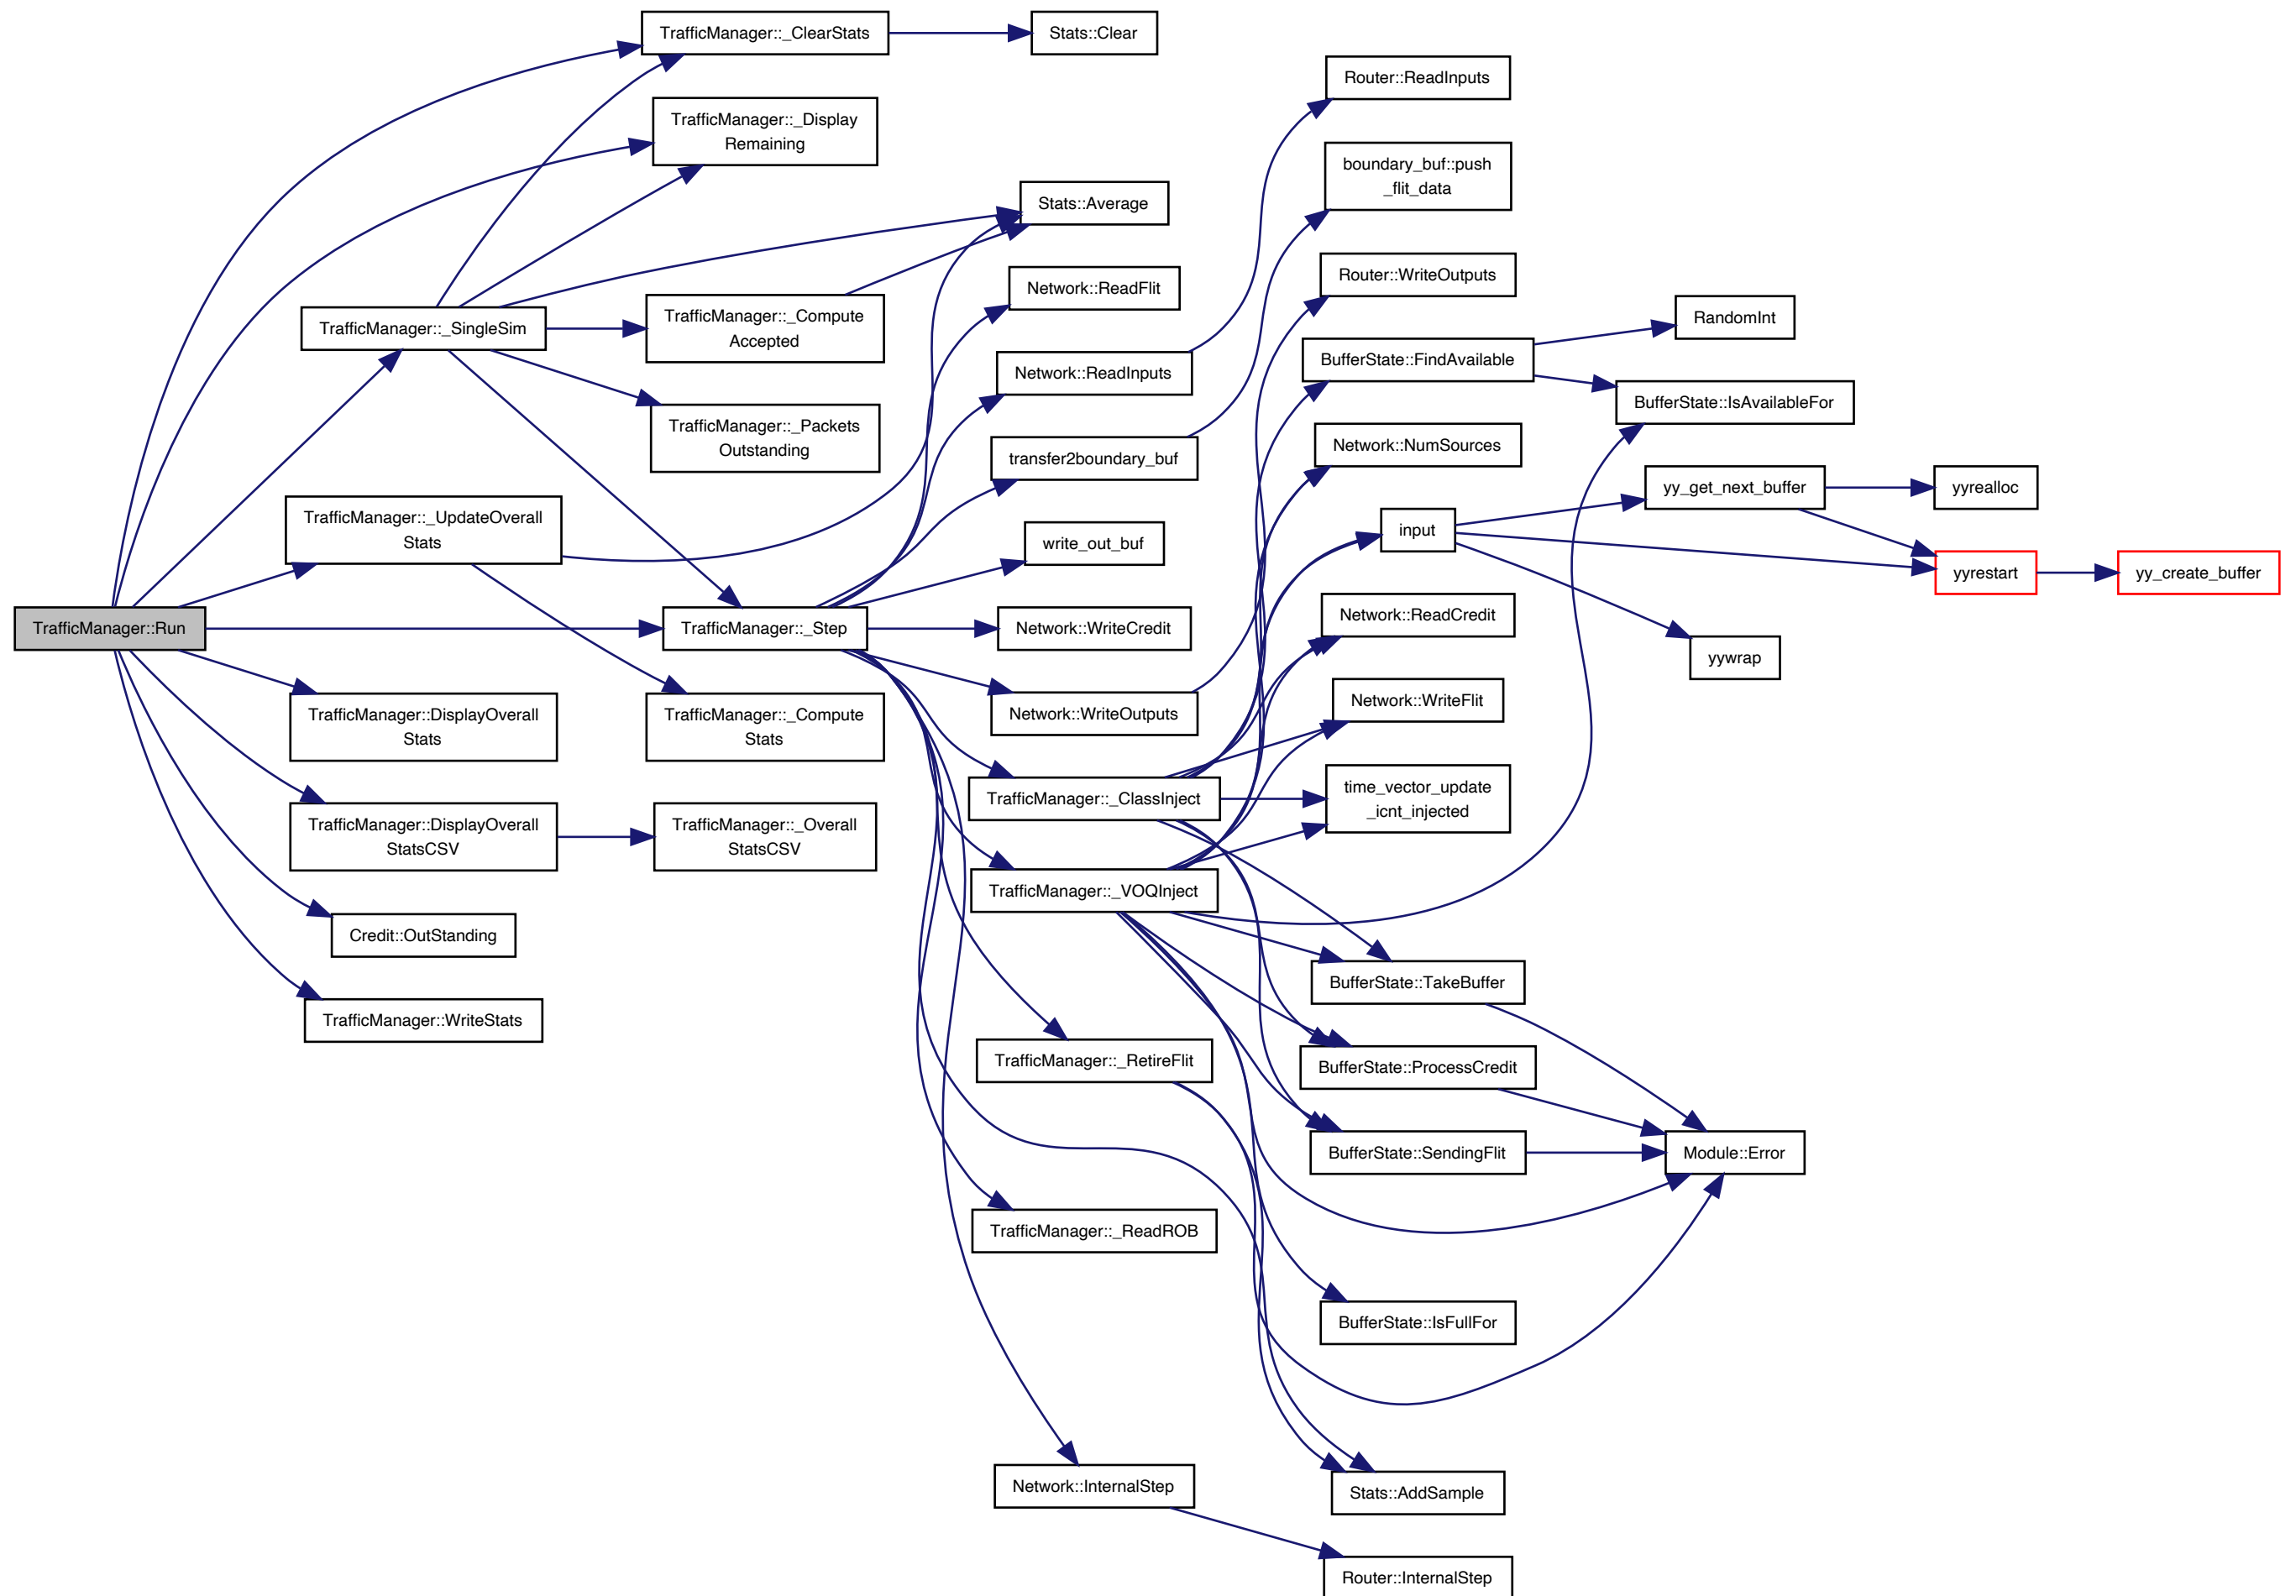 TrafficManager::_ClearStats
Stats::Clear
Router::ReadInputs
TrafficManager::_Display
Remaining
boundary_buf::push
_flit_data
Stats::Average
Router::WriteOutputs
Network::ReadFlit
TrafficManager::_SingleSim
TrafficManager::_Compute
Accepted
RandomInt
BufferState::FindAvailable
Network::ReadInputs
BufferState::IsAvailableFor
TrafficManager::_Packets
Outstanding
transfer2boundary_buf
Network::NumSources
yy_get_next_buffer
yyrealloc
TrafficManager::_UpdateOverall
Stats
input
write_out_buf
yyrestart
yy_create_buffer
TrafficManager::Run
TrafficManager::_Step
Network::WriteCredit
Network::ReadCredit
yywrap
TrafficManager::DisplayOverall
Stats
TrafficManager::_Compute
Stats
Network::WriteOutputs
Network::WriteFlit
TrafficManager::_ClassInject
time_vector_update
_icnt_injected
TrafficManager::DisplayOverall
StatsCSV
TrafficManager::_Overall
StatsCSV
TrafficManager::_VOQInject
Credit::OutStanding
BufferState::TakeBuffer
TrafficManager::WriteStats
TrafficManager::_RetireFlit
BufferState::ProcessCredit
BufferState::SendingFlit
Module::Error
TrafficManager::_ReadROB
BufferState::IsFullFor
Network::InternalStep
Stats::AddSample
Router::InternalStep